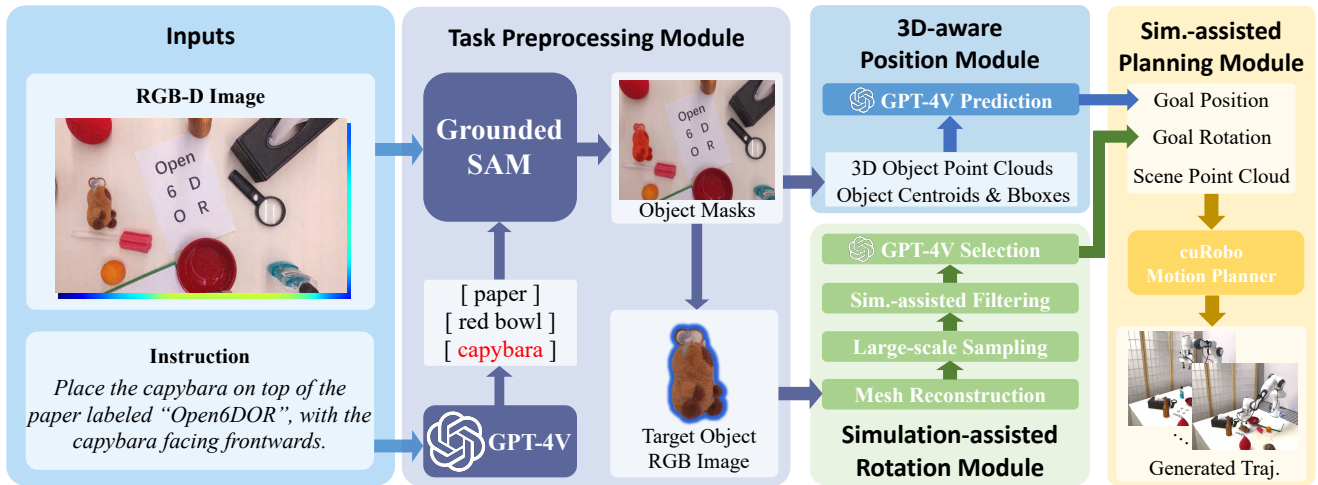 Inputs
RGB-D Image
Open
6 D
O R
Instruction
Place the capybara on top of the
paper labeled “Open6DOR”, with the
capybara facing frontwards.
Task Preprocessing Module
Grounded
SAM
[ paper ]
[ red bowl ]
[ capybara ]
GPT-4V
Open
6 D
O R
Object Masks
Target Object
RGB Image
3D-aware
Position Module
GPT-4V Prediction
3D Object Point Clouds
Object Centroids & Bboxes
GPT-4V Selection
Sim.-assisted Filtering
Large-scale Sampling
Mesh Reconstruction
Simulation-assisted
Rotation Module
Sim.-assisted
Planning Module
Goal Position
Goal Rotation
Scene Point Cloud
cuRobo
Motion Planner
...
Generated Traj.